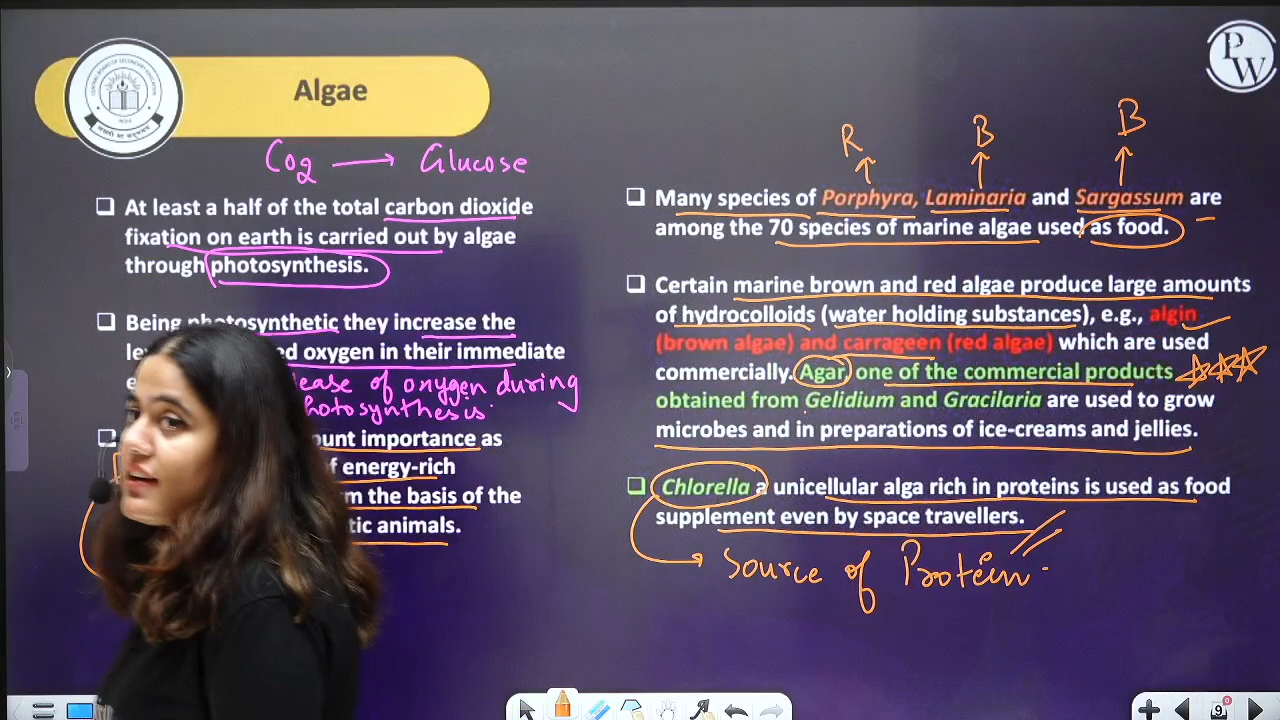 Algae
PW
CO2 → Glucose
At least a half of the total carbon dioxide
fixation on earth is carried out by algae
through photosynthesis.
Being photosynthetic they increase the
ed oxygen in their immediate
ease of oxygen during
hotosynthesis.
ount importance as
f energy-rich
m the basis of the
tic animals.
R B B
Many species of Porphyra, Laminaria and Sargassum are
among the 70 species of marine algae used as food.
Certain marine brown and red algae produce large amounts
of hydrocolloids (water holding substances), e.g., algin
(brown algae) and carrageen (red algae) which are used
commercially. Agar, one of the commercial products
obtained from Gelidium and Gracilaria are used to grow
microbes and in preparations of ice-creams and jellies.
Chlorella a unicellular alga rich in proteins is used as food
supplement even by space travellers.
Source of Protein.